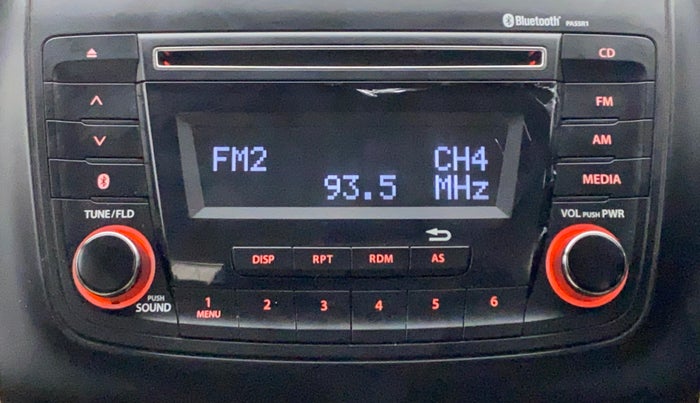 Bluetooth® PASSR1
CD
FM
AM
MEDIA
FM2 CH4
93.5 MHz
TUNE/FLD
VOL PUSH PWR
DISP RPT RDM AS
PUSH
SOUND
1 2 3 4 5 6
MENU